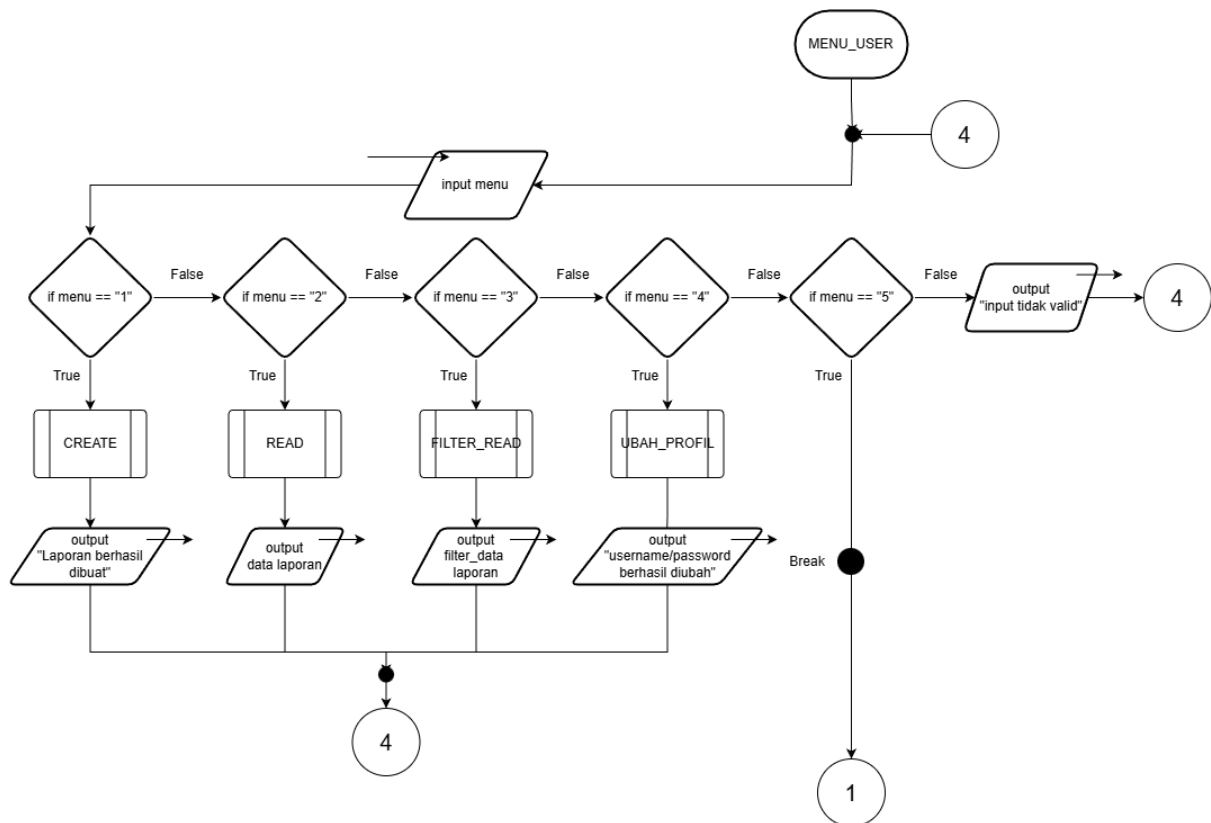 MENU_USER
4
input menu
if menu == "1"
False
if menu == "2"
False
if menu == "3"
False
if menu == "4"
False
if menu == "5"
False
output
"input tidak valid"
4
True
True
True
True
True
CREATE
READ
FILTER_READ
UBAH_PROFIL
output
"Laporan berhasil
dibuat"
output
data laporan
output
filter_data
laporan
output
"username/password
berhasil diubah"
Break
4
1